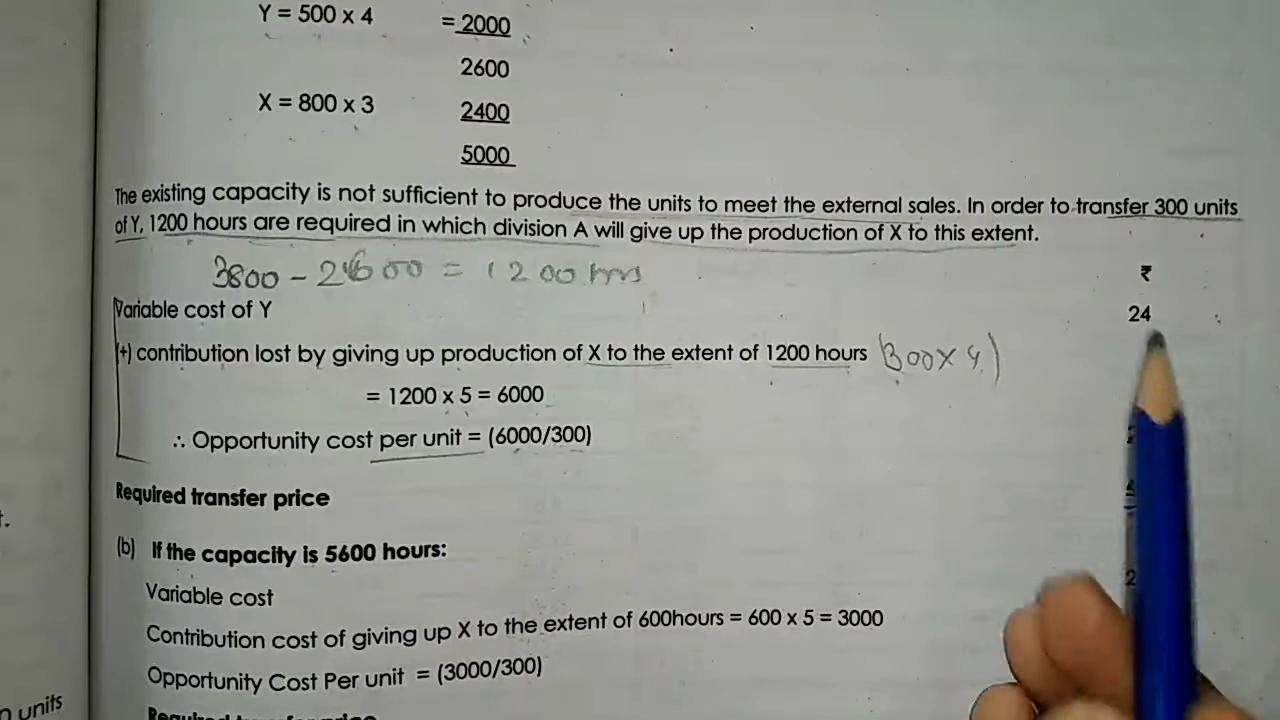 Y = 500 x 4 = 2000
2600
X = 800 x 3 2400
5000
The existing capacity is not sufficient to produce the units to meet the external sales. In order to transfer 300 units
of Y, 1200 hours are required in which division A will give up the production of X to this extent.
3800 - 2600 = 1200 hrs
₹
Variable cost of Y 24
(+) contribution lost by giving up production of X to the extent of 1200 hours (300 x 4)
= 1200 x 5 = 6000
∴ Opportunity cost per unit = (6000/300)
Required transfer price
(b) If the capacity is 5600 hours:
Variable cost 2
Contribution cost of giving up X to the extent of 600hours = 600 x 5 = 3000
Opportunity Cost Per unit = (3000/300)
units